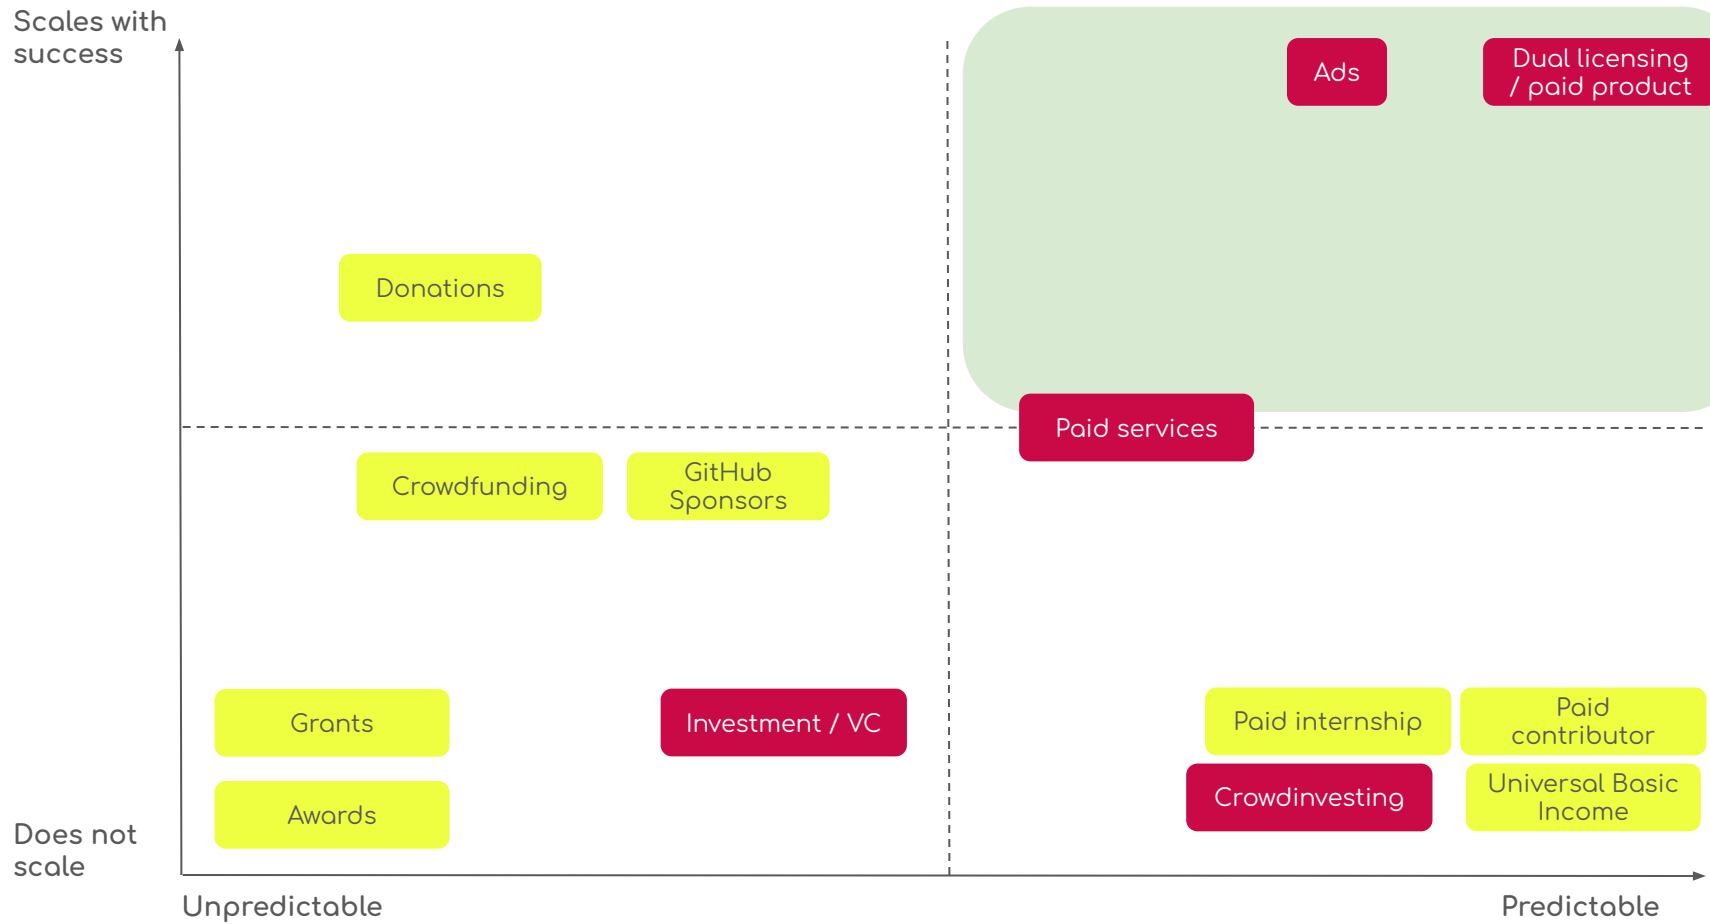 Scales with
success
Ads
Dual licensing
/ paid product
Donations
Paid services
Crowdfunding
GitHub
Sponsors
Grants
Investment / VC
Paid internship
Paid
contributor
Awards
Crowdinvesting
Universal Basic
Income
Does not
scale
Unpredictable
Predictable